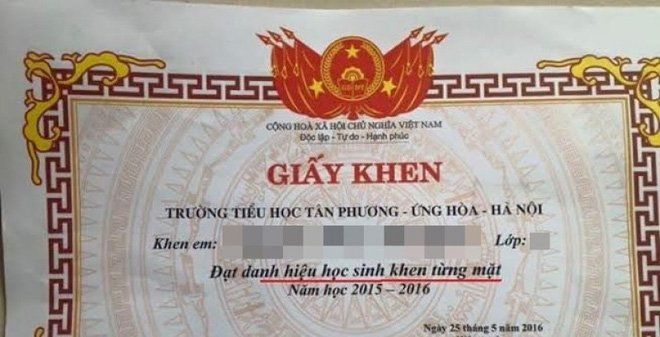 GD ĐT
CỘNG HOÀ XÃ HỘI CHỦ NGHĨA VIỆT NAM
Độc lập - Tự do - Hạnh phúc
GIẤY KHEN
TRƯỜNG TIỂU HỌC TÂN PHƯƠNG - ỨNG HÒA - HÀ NỘI
Khen em: Lớp:
Đạt danh hiệu học sinh khen từng mặt
Năm học 2015 – 2016
Ngày 25 tháng 5 năm 2016